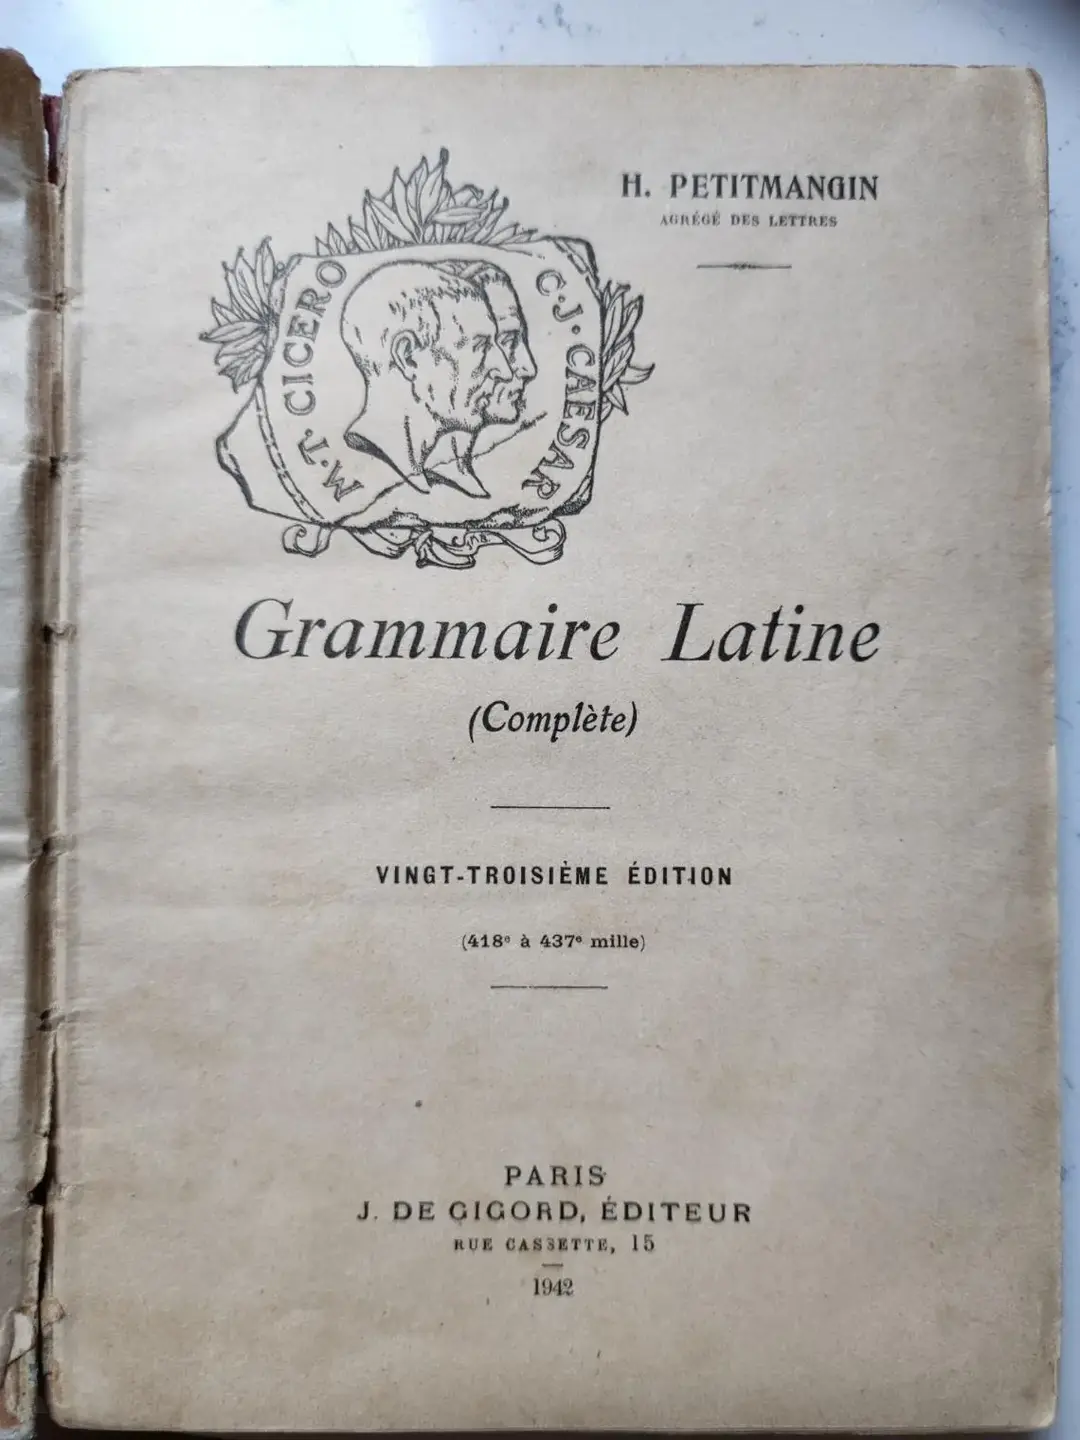 H. PETITMANGIN
AGRÉGÉ DES LETTRES
M. T. CICERO
C. J. CAESAR
Grammaire Latine
(Complète)
VINGT-TROISIÈME ÉDITION
(418e à 437e mille)
PARIS
J. DE GIGORD, ÉDITEUR
RUE CASSETTE, 15
1942